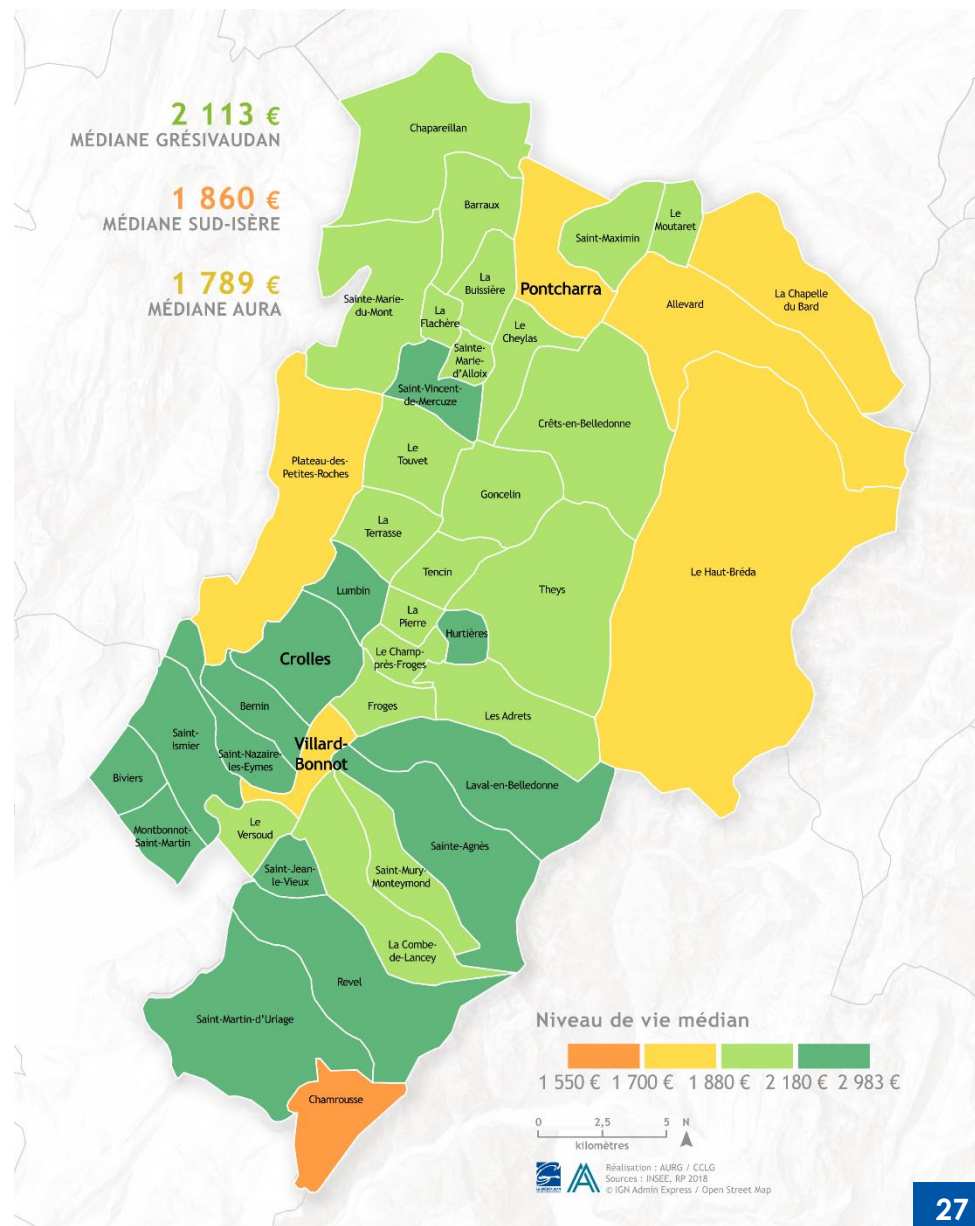 2 113 €
MÉDIANE GRÉSIVAUDAN
1 860 €
MÉDIANE SUD-ISÈRE
1 789 €
MÉDIANE AURA
Chapareillan
Barraux
Saint-Maximin
Le
Moutaret
La
Buissière
Pontcharra
Allevard
La Chapelle
du Bard
Sainte-Marie-
du-Mont
La
Flachère
Le
Cheylas
Sainte-
Marie-
d'Alloix
Saint-Vincent-
de-Mercuze
Crêts-en-Belledonne
Le
Touvet
Plateau-des-
Petites-Roches
Goncelin
La
Terrasse
Tencin
Le Haut-Bréda
Theys
Lumbin
La
Pierre
Hurtières
Crolles
Le Champ-
près-Froges
Bernin
Froges
Les Adrets
Saint-
Ismier
Villard-
Bonnot
Saint-Nazaire-
les-Eymes
Biviers
Laval-en-Belledonne
Le
Versoud
Montbonnot-
Saint-Martin
Sainte-Agnès
Saint-Jean-
le-Vieux
Saint-Mury-
Monteymond
La Combe-
de-Lancey
Revel
Saint-Martin-d'Uriage
Chamrousse
Niveau de vie médian
1 550 € 1 700 € 1 880 € 2 180 € 2 983 €
0 2,5 5 N
kilomètres
Réalisation : AURG / CCLG
Sources : INSEE, RP 2018
© IGN Admin Express / Open Street Map
27